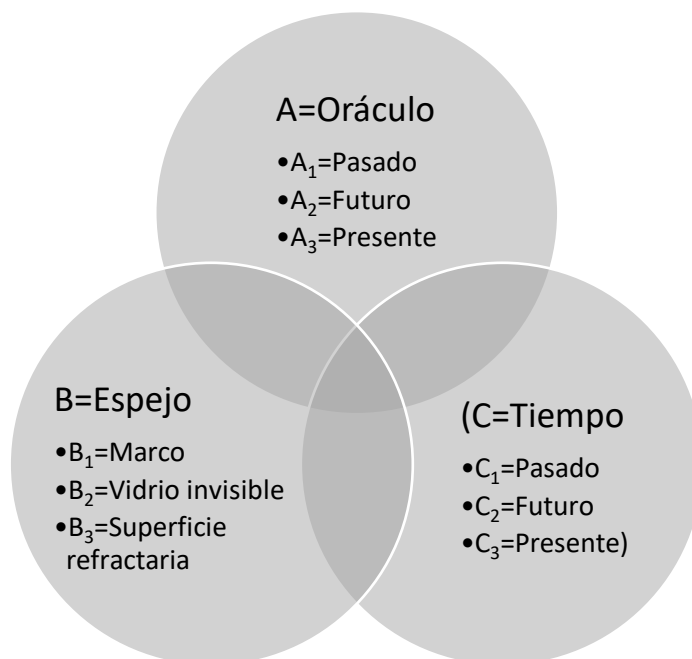 A=Oráculo
•A₁=Pasado
•A₂=Futuro
•A₃=Presente
B=Espejo
•B₁=Marco
•B₂=Vidrio invisible
•B₃=Superficie
refractaria
(C=Tiempo
•C₁=Pasado
•C₂=Futuro
•C₃=Presente)